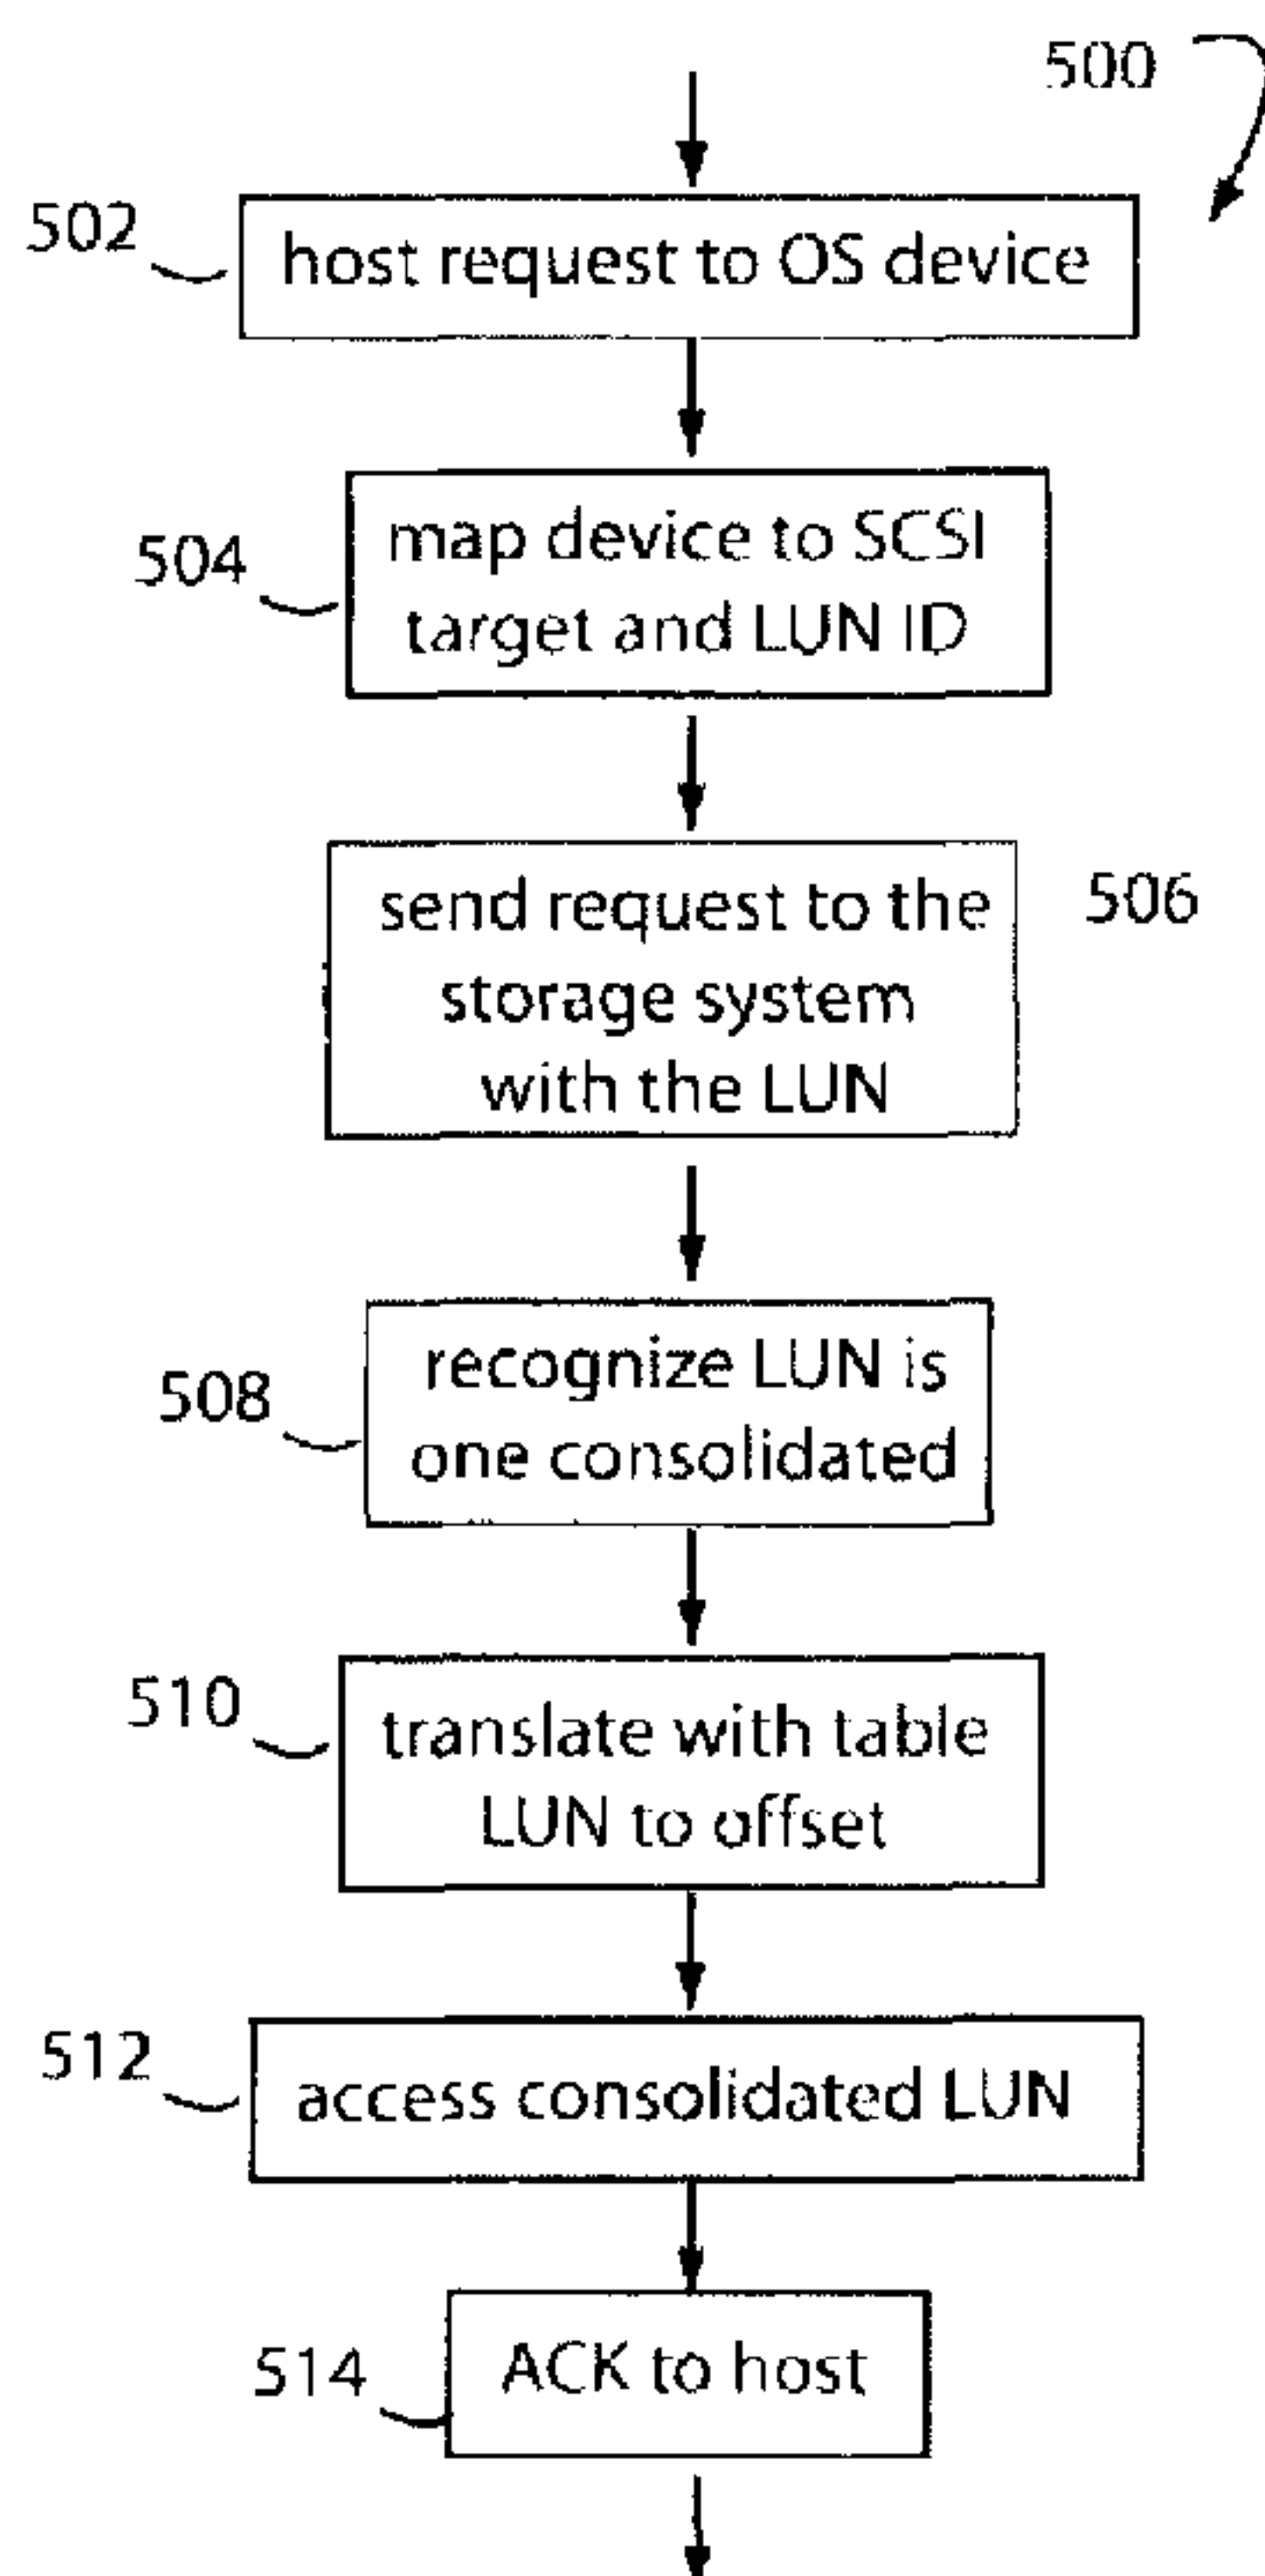 500
502
host request to OS device
504
map device to SCSI
target and LUN ID
send request to the
storage system
with the LUN
506
508
recognize LUN is
one consolidated
510
translate with table
LUN to offset
512
access consolidated LUN
514
ACK to host